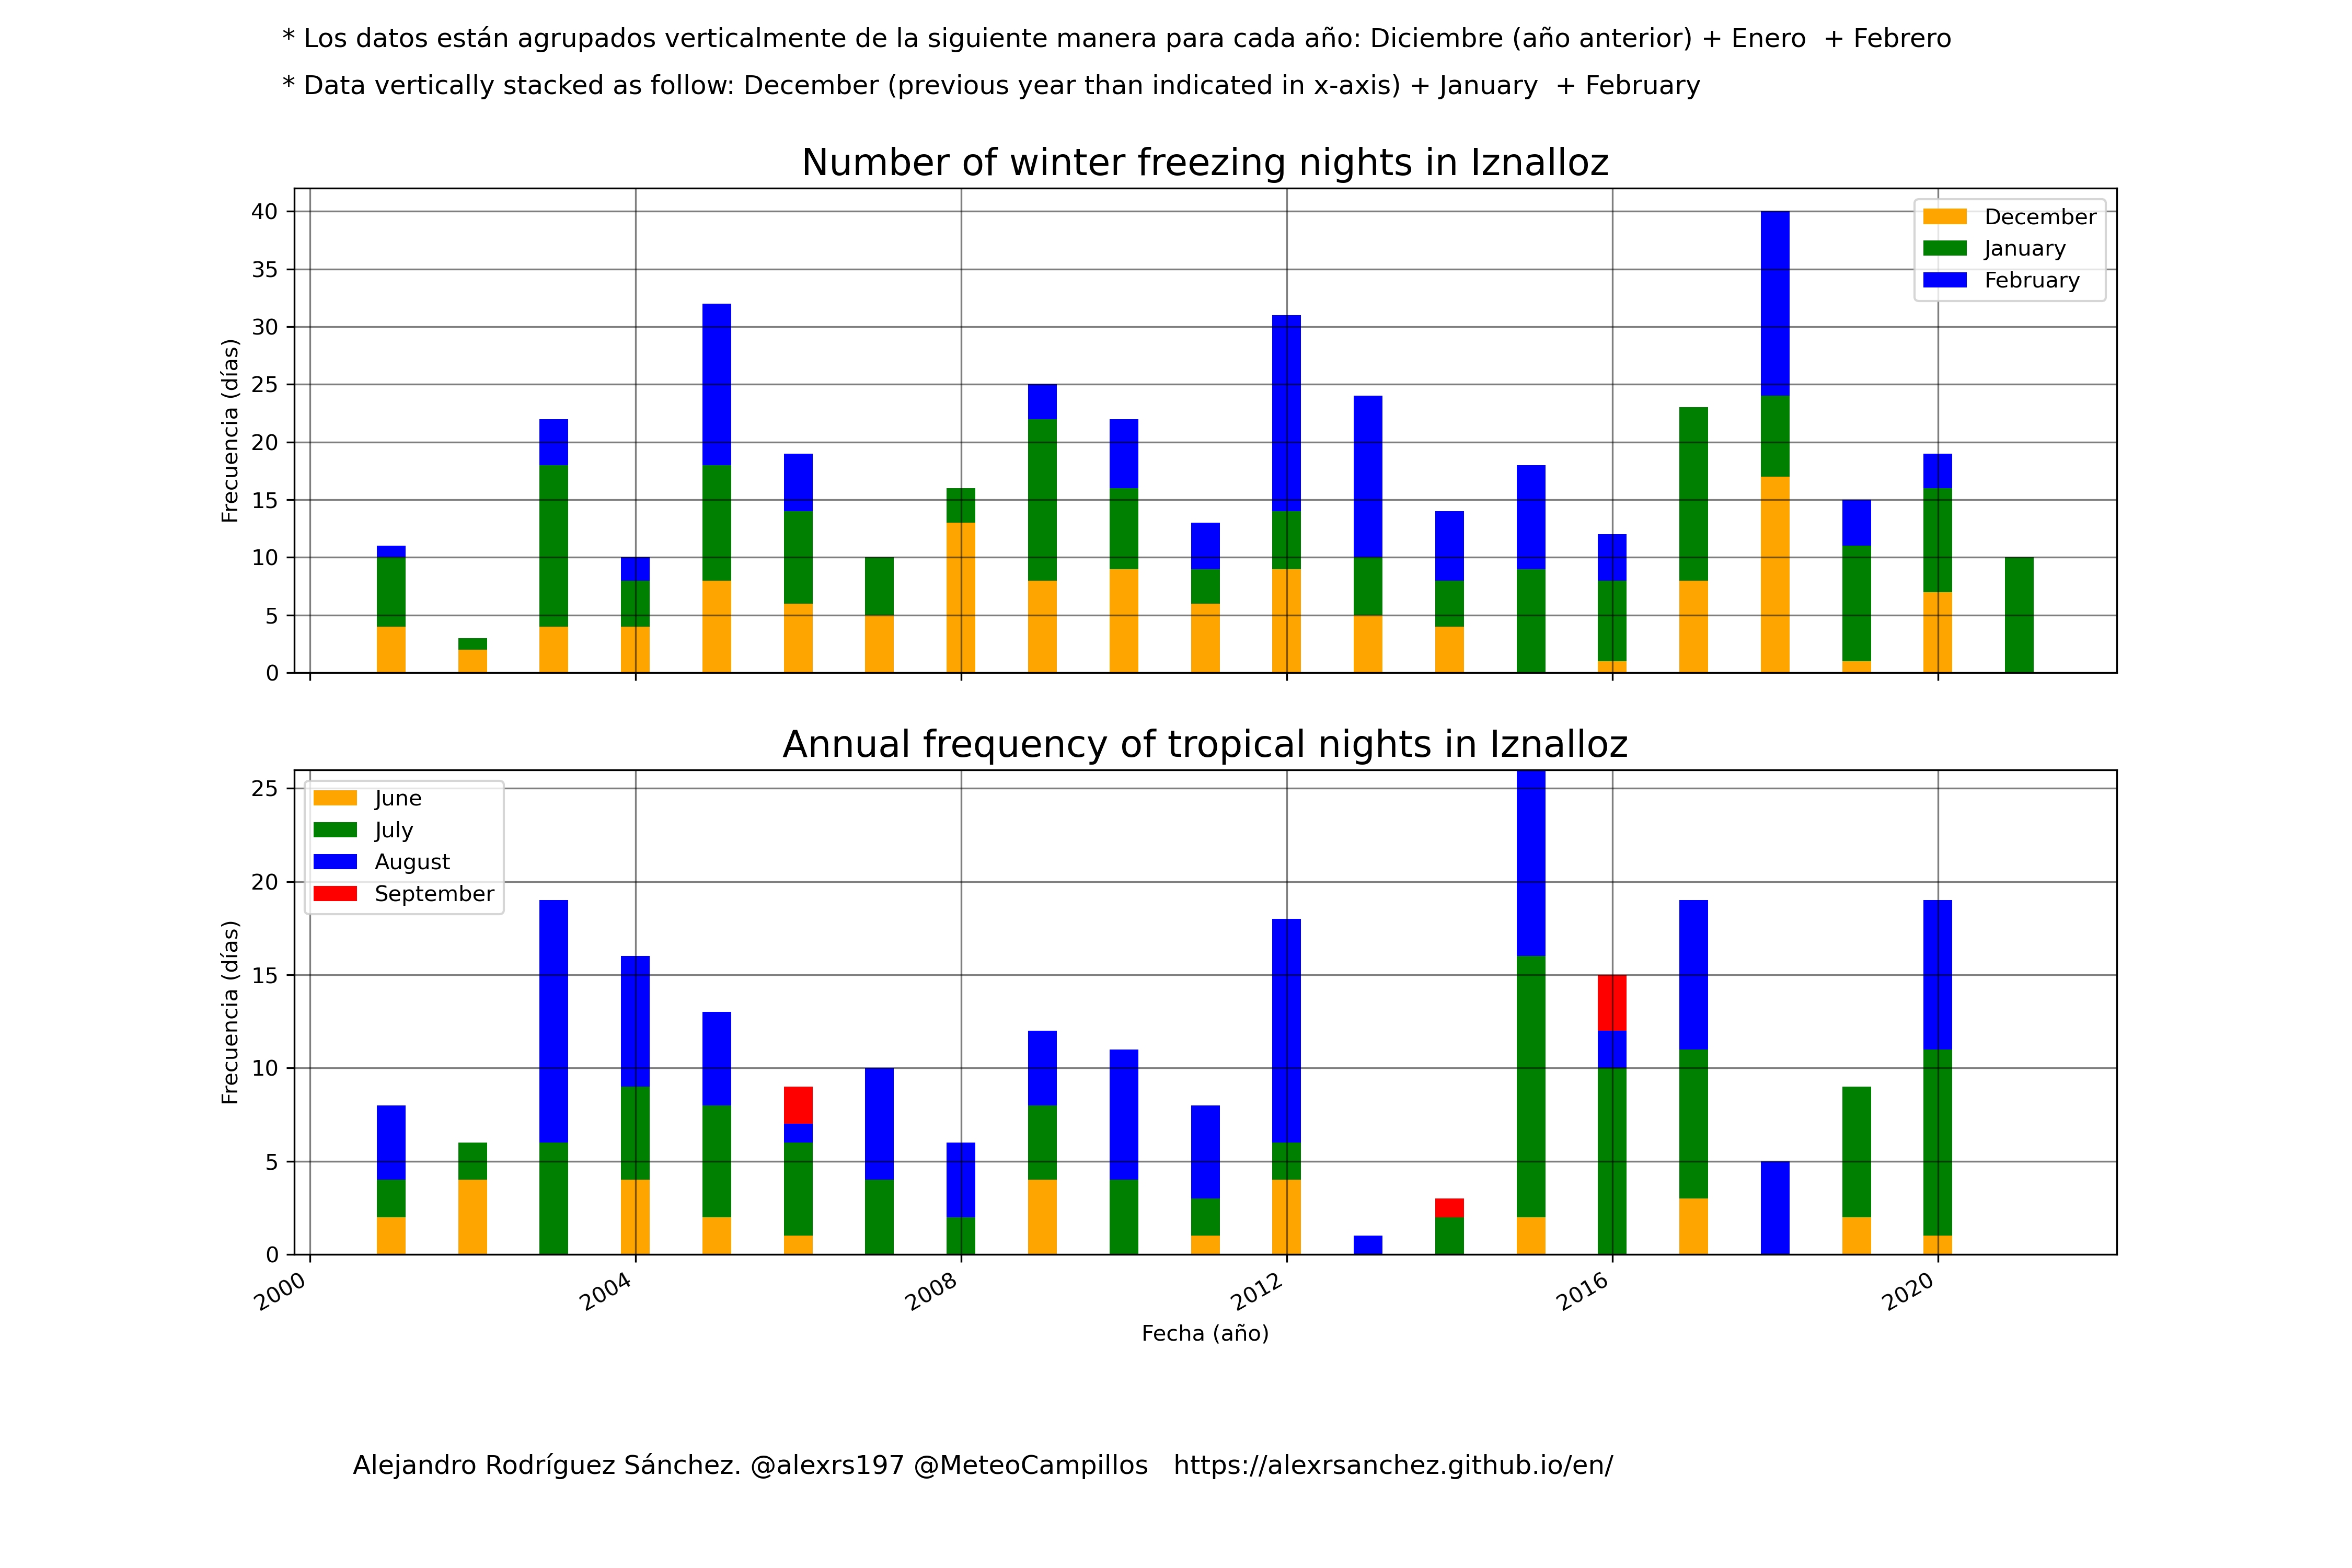 * Los datos están agrupados verticalmente de la siguiente manera para cada año: Diciembre (año anterior) + Enero  + Febrero
* Data vertically stacked as follow: December (previous year than indicated in x-axis) + January  + February
Number of winter freezing nights in Iznalloz
40
35
30
25
20
15
10
5
0
Frecuencia (días)
December
January
February
Annual frequency of tropical nights in Iznalloz
25
20
15
10
5
0
Frecuencia (días)
June
July
August
September
2000
2004
2008
2012
2016
2020
Fecha (año)
Alejandro Rodríguez Sánchez. @alexrs197 @MeteoCampillos   https://alexrsanchez.github.io/en/